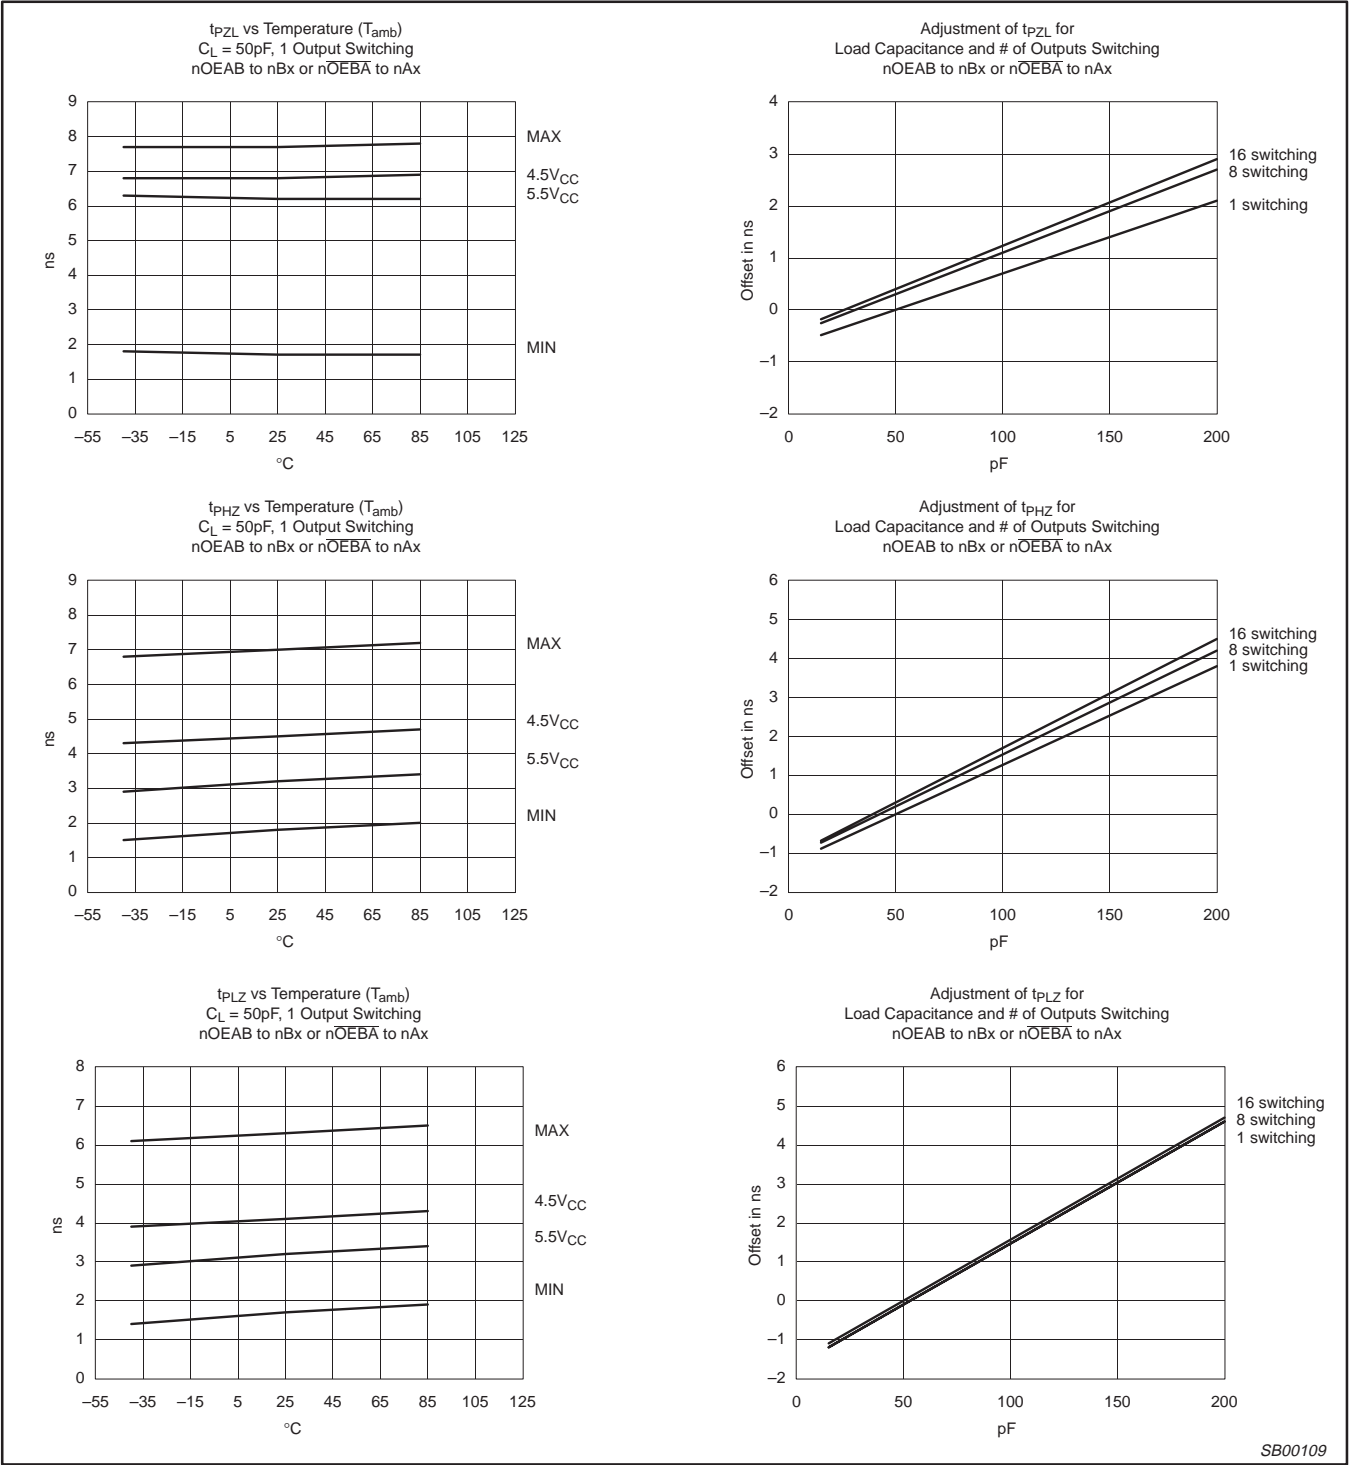 tPZL vs Temperature (Tamb)
CL = 50pF, 1 Output Switching
nOEAB to nBx or nOEBA to nAx
9
8
7
6
5
4
3
2
1
0
ns
MAX
4.5VCC
5.5VCC
MIN
–55 –35 –15 5 25 45 65 85 105 125
°C
Adjustment of tPZL for
Load Capacitance and # of Outputs Switching
nOEAB to nBx or nOEBA to nAx
4
3
2
1
0
–1
–2
Offset in ns
16 switching
8 switching
1 switching
0 50 100 150 200
pF
tPHZ vs Temperature (Tamb)
CL = 50pF, 1 Output Switching
nOEAB to nBx or nOEBA to nAx
9
8
7
6
5
4
3
2
1
0
ns
MAX
4.5VCC
5.5VCC
MIN
–55 –35 –15 5 25 45 65 85 105 125
°C
Adjustment of tPHZ for
Load Capacitance and # of Outputs Switching
nOEAB to nBx or nOEBA to nAx
6
5
4
3
2
1
0
–1
–2
Offset in ns
16 switching
8 switching
1 switching
0 50 100 150 200
pF
tPLZ vs Temperature (Tamb)
CL = 50pF, 1 Output Switching
nOEAB to nBx or nOEBA to nAx
8
7
6
5
4
3
2
1
0
ns
MAX
4.5VCC
5.5VCC
MIN
–55 –35 –15 5 25 45 65 85 105 125
°C
Adjustment of tPLZ for
Load Capacitance and # of Outputs Switching
nOEAB to nBx or nOEBA to nAx
6
5
4
3
2
1
0
–1
–2
Offset in ns
16 switching
8 switching
1 switching
0 50 100 150 200
pF
SB00109